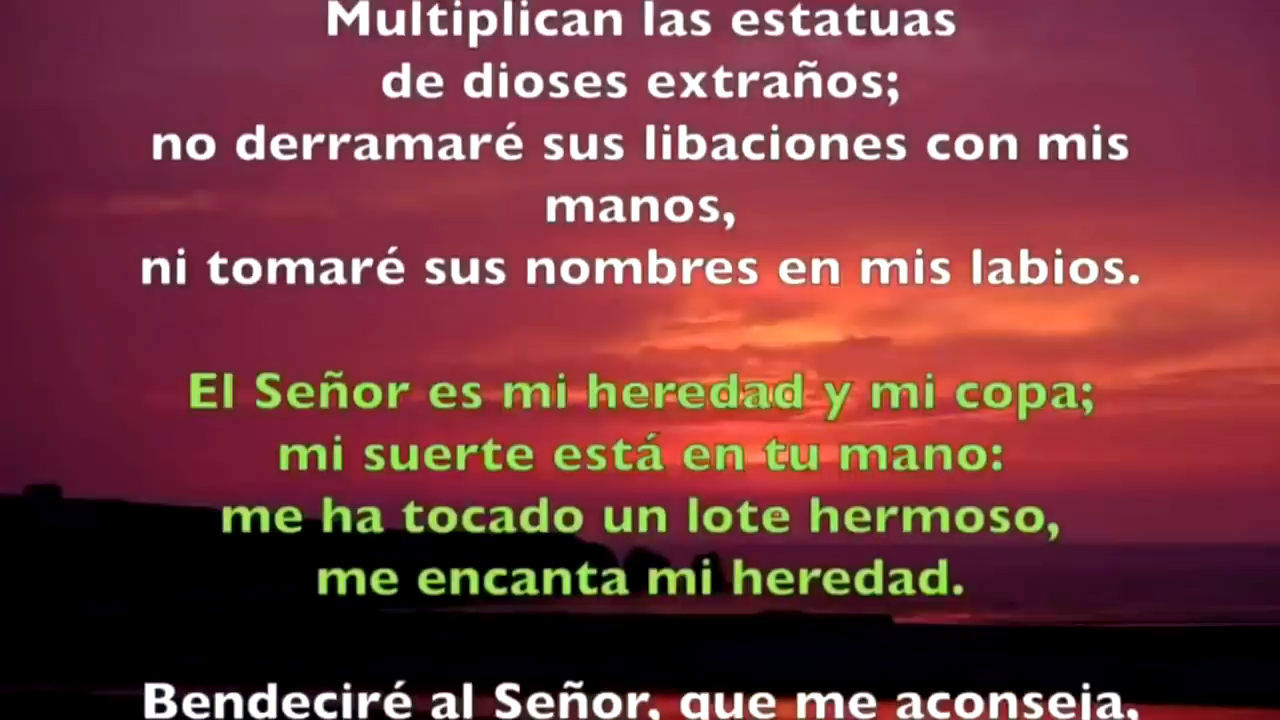 Multiplican las estatuas
de dioses extraños;
no derramaré sus libaciones con mis
manos,
ni tomaré sus nombres en mis labios.
El Señor es mi heredad y mi copa;
mi suerte está en tu mano:
me ha tocado un lote hermoso,
me encanta mi heredad.
Bendeciré al Señor, que me aconseja,